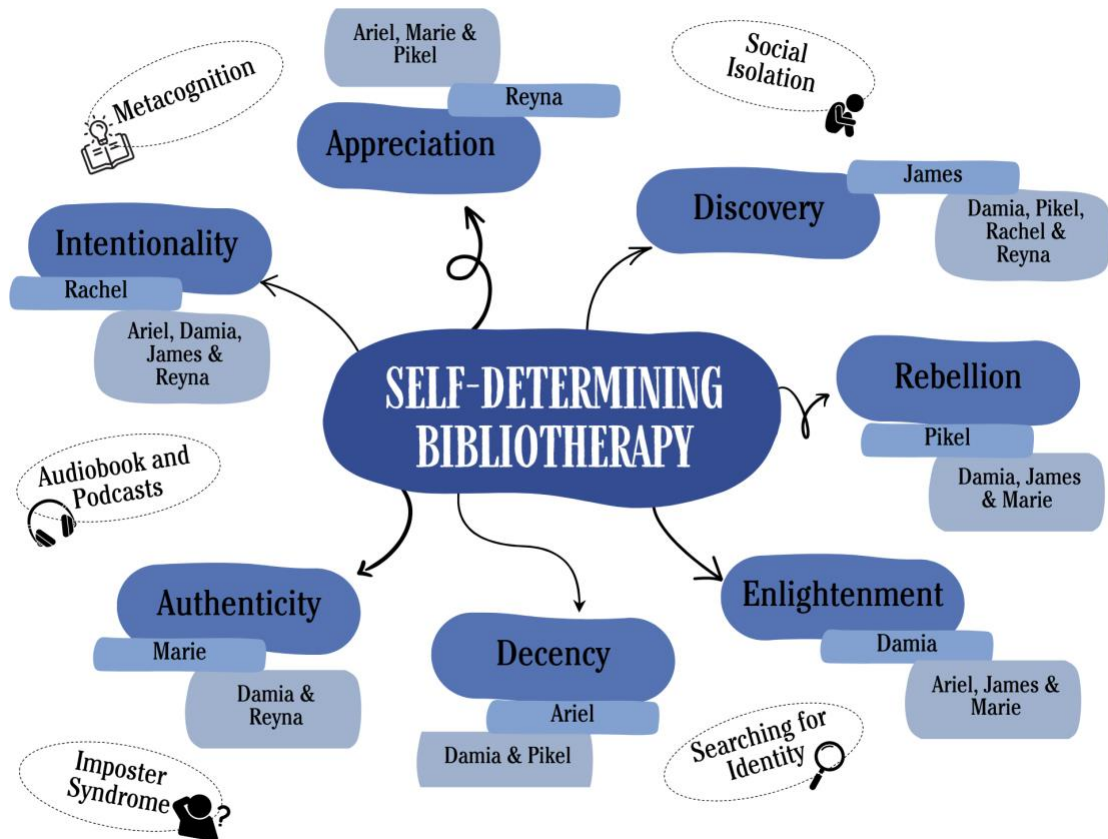 Ariel, Marie &
Pikel
Reyna
Appreciation
Metacognition
Social
Isolation
James
Discovery
Damia, Pikel,
Rachel &
Reyna
Intentionality
Rachel
Ariel, Damia,
James &
Reyna
SELF-DETERMINING
BIBLIOTHERAPY
Rebellion
Pikel
Damia, James
& Marie
Audiobook and
Podcasts
Authenticity
Marie
Damia &
Reyna
Decency
Ariel
Damia & Pikel
Enlightenment
Damia
Ariel, James &
Marie
Searching for
Identity
Imposter
Syndrome
?